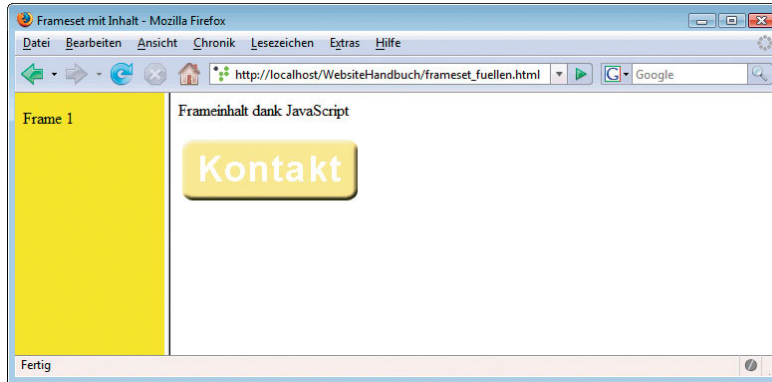 Frameset mit Inhalt - Mozilla Firefox
Datei Bearbeiten Ansicht Chronik Lesezeichen Extras Hilfe
http://localhost/WebsiteHandbuch/frameset_fuellen.html G Google
Frame 1
Frameinhalt dank JavaScript
Kontakt
Fertig